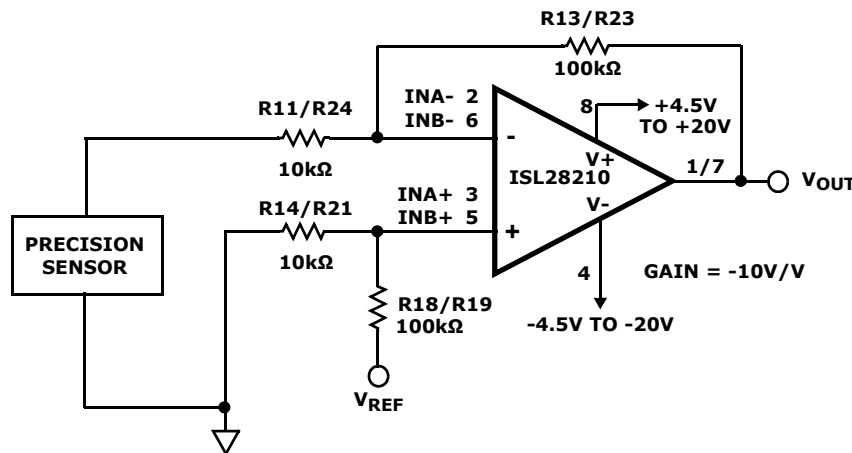 R13/R23
100kΩ
R11/R24
10kΩ
INA- 2
INB- 6
-
8
+4.5V
TO +20V
V+
ISL28210
1/7
VOUT
V-
PRECISION
SENSOR
R14/R21
10kΩ
INA+ 3
INB+ 5
+
4
GAIN = -10V/V
R18/R19
100kΩ
-4.5V TO -20V
VREF